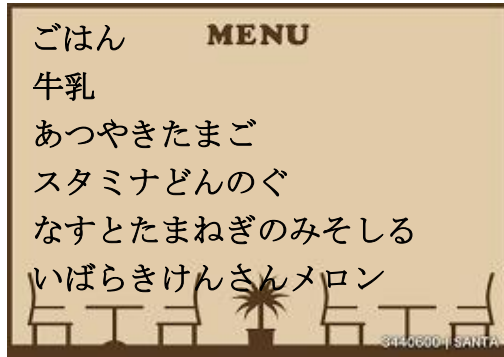 MENU
ごはん
牛乳
あつやきたまご
スタミナどんのぐ
なすとたまねぎのみそしる
いばらきけんさんメロン
3440600 | SANTA